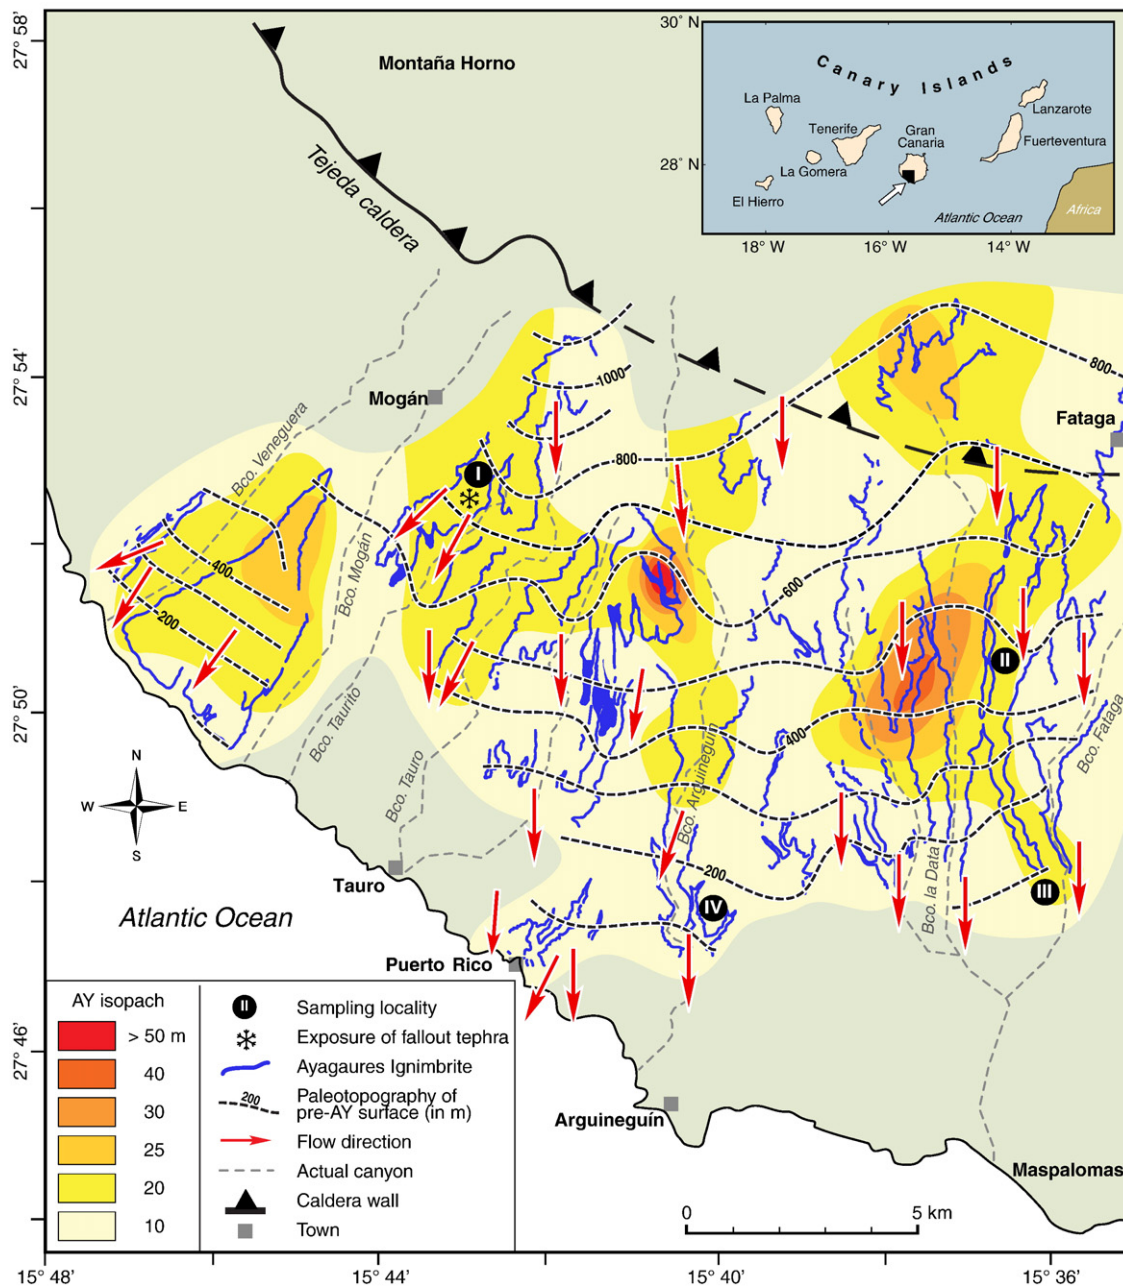 27° 58'
27° 54'
27° 50'
27° 46'
Montaña Horno
Tejeda caldera
30° N
28° N
Canary Islands
La Palma
Tenerife
Gran
Canaria
Lanzarote
Fuerteventura
La Gomera
El Hierro
Atlantic Ocean
Africa
18° W
16° W
14° W
1000
800
Mogán
800
Fataga
I
Bco. Veneguera
Bco. Mogán
400
200
600
II
Bco. Taurito
400
Bco. Tauro
Bco. Arguineguín
Bco. Fataga
N
W
E
S
Tauro
200
Bco. la Data
III
IV
Atlantic Ocean
Puerto Rico
Arguineguín
Maspalomas
AY isopach
> 50 m
40
30
25
20
10
II
Sampling locality
Exposure of fallout tephra
Ayagaures Ignimbrite
200
Paleotopography of
pre-AY surface (in m)
Flow direction
Actual canyon
Caldera wall
Town
0
5 km
15° 48'
15° 44'
15° 40'
15° 36'